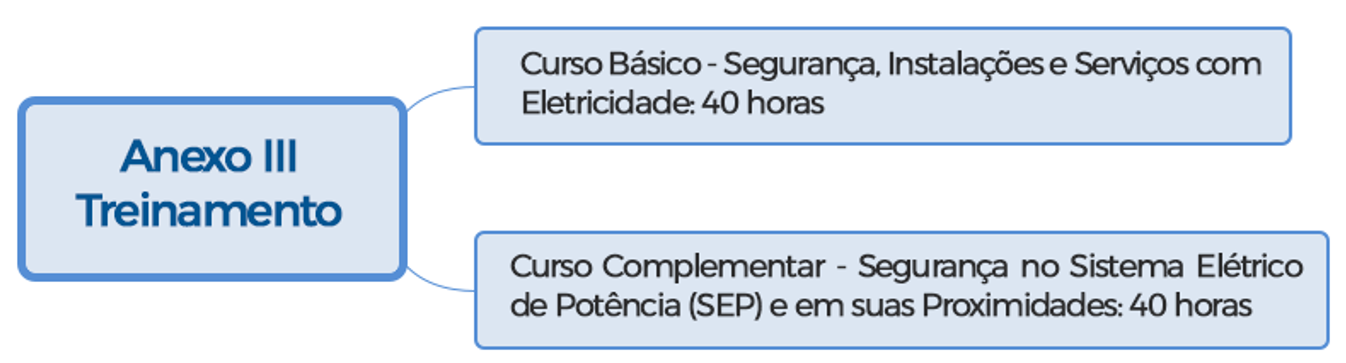 Anexo III
Treinamento
Curso Básico - Segurança, Instalações e Serviços com
Eletricidade: 40 horas
Curso Complementar - Segurança no Sistema Elétrico
de Potência (SEP) e em suas Proximidades: 40 horas